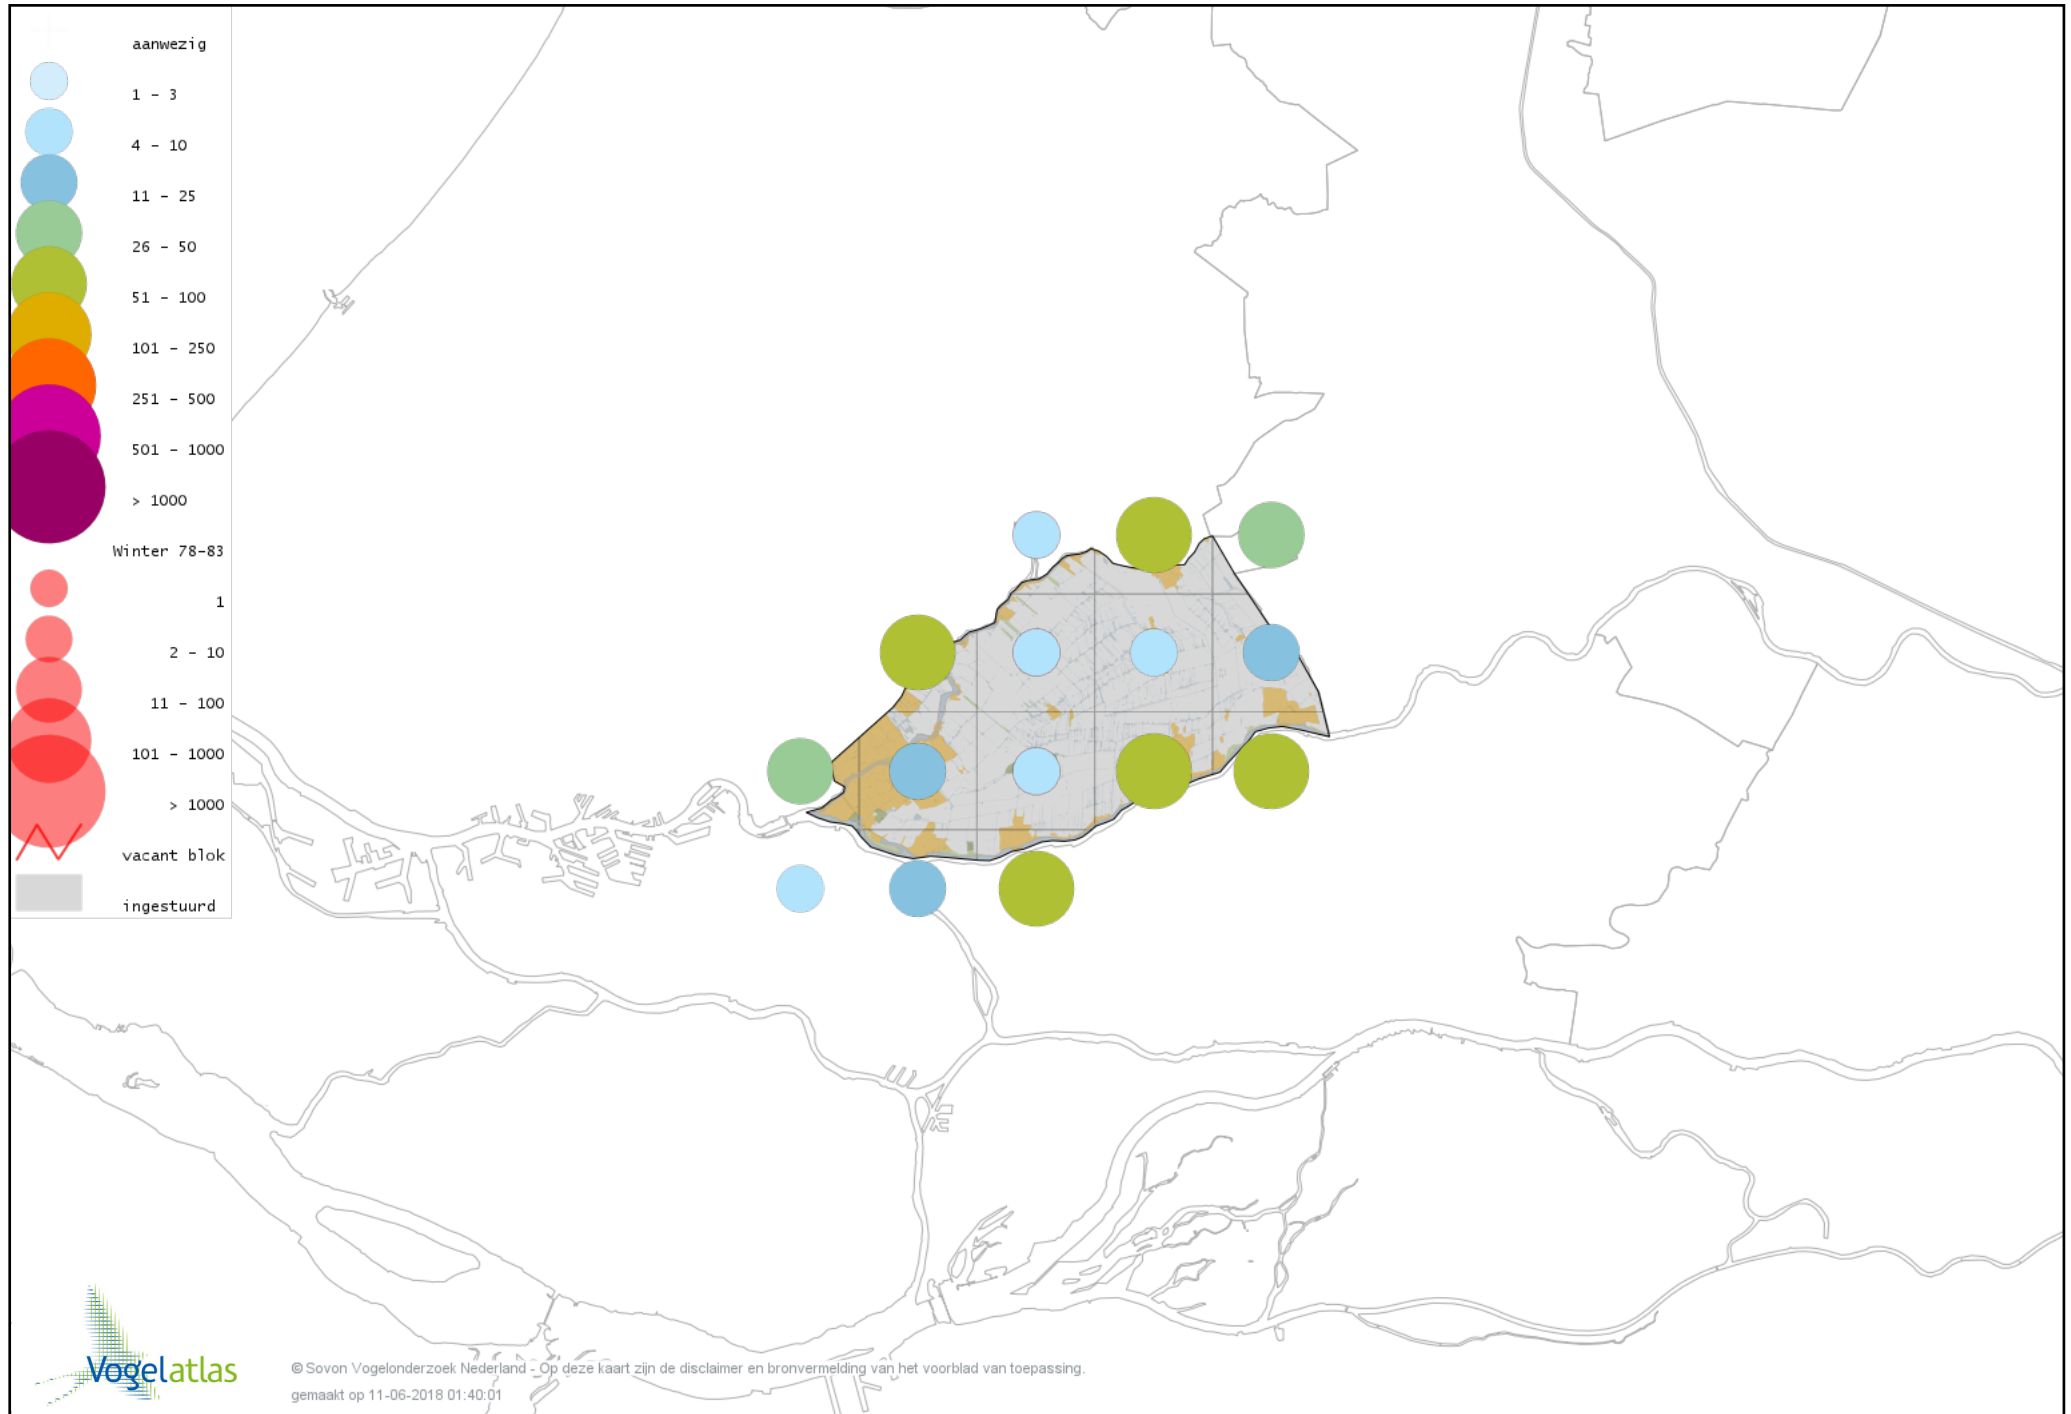 aanwezig
1 - 3
4 - 10
11 - 25
26 - 50
51 - 100
101 - 250
251 - 500
501 - 1000
> 1000
Winter 78-83
1
2 - 10
11 - 100
101 - 1000
> 1000
vacant blok
ingestuurd
Vogelatlas
© Sovon Vogelonderzoek Nederland - Op deze kaart zijn de disclaimer en bronvermelding van het voorblad van toepassing.
gemaakt op 11-06-2018 01:40:01